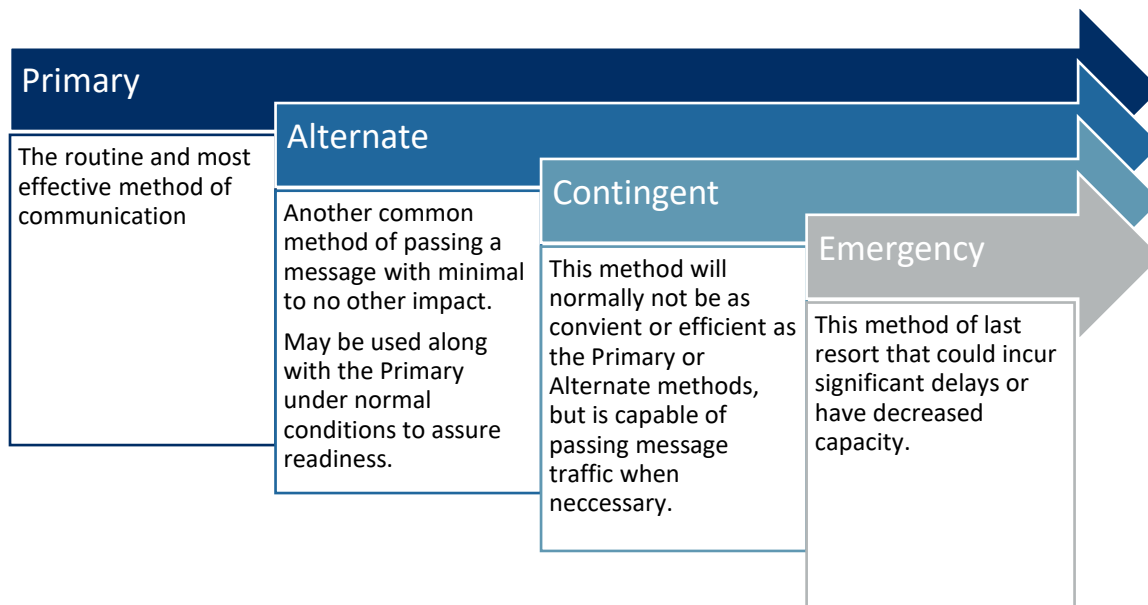 Primary
The routine and most
effective method of
communication
Alternate
Another common
method of passing a
message with minimal
to no other impact.
May be used along
with the Primary
under normal
conditions to assure
readiness.
Contingent
This method will
normally not be as
convient or efficient as
the Primary or
Alternate methods,
but is capable of
passing message
traffic when
neccessary.
Emergency
This method of last
resort that could incur
significant delays or
have decreased
capacity.